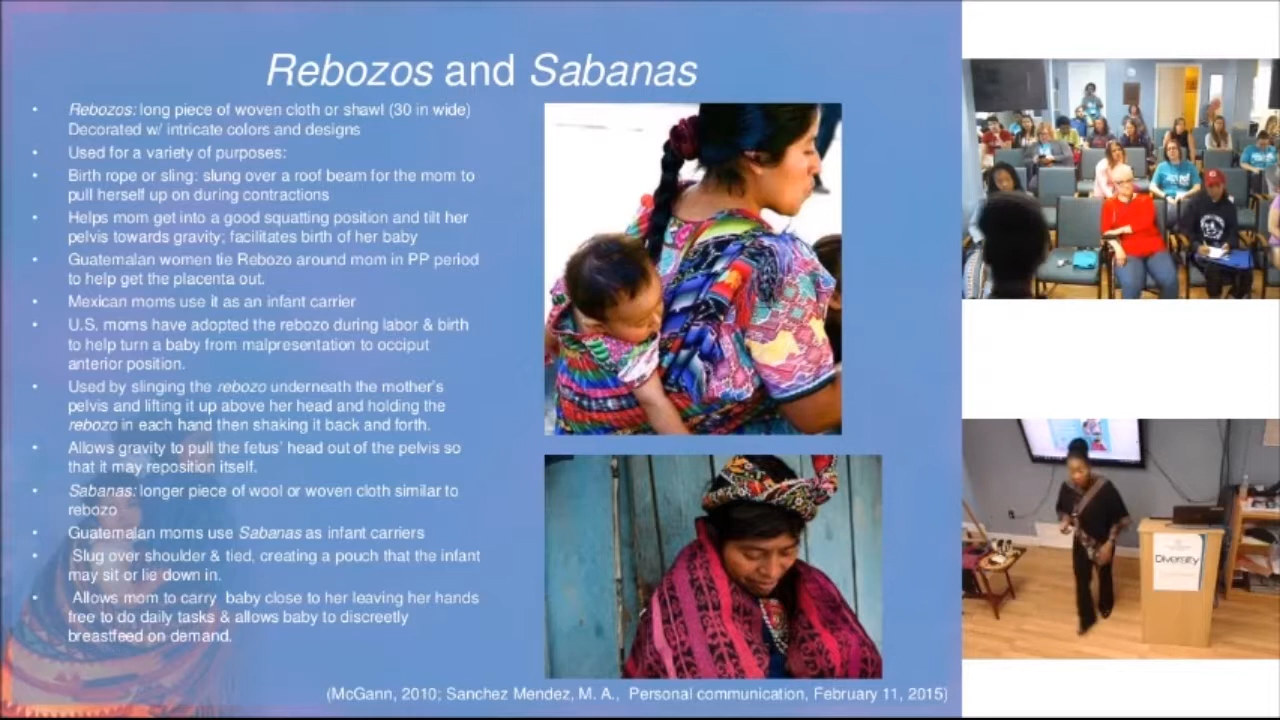 Rebozos and Sabanas
• Rebozos: long piece of woven cloth or shawl (30 in wide)
Decorated w/ intricate colors and designs
• Used for a variety of purposes:
• Birth rope or sling: slung over a roof beam for the mom to
pull herself up on during contractions
• Helps mom get into a good squatting position and tilt her
pelvis towards gravity; facilitates birth of her baby
• Guatemalan women tie Rebozo around mom in PP period
to help get the placenta out.
• Mexican moms use it as an infant carrier
• U.S. moms have adopted the rebozo during labor & birth
to help turn a baby from malpresentation to occiput
anterior position.
• Used by slinging the rebozo underneath the mother's
pelvis and lifting it up above her head and holding the
rebozo in each hand then shaking it back and forth.
• Allows gravity to pull the fetus' head out of the pelvis so
that it may reposition itself.
• Sabanas: longer piece of wool or woven cloth similar to
rebozo
• Guatemalan moms use Sabanas as infant carriers
• Slug over shoulder & tied, creating a pouch that the infant
may sit or lie down in.
• Allows mom to carry baby close to her leaving her hands
free to do daily tasks & allows baby to discreetly
breastfeed on demand.
(McGann, 2010; Sanchez Mendez, M. A., Personal communication, February 11, 2015)
Diversity